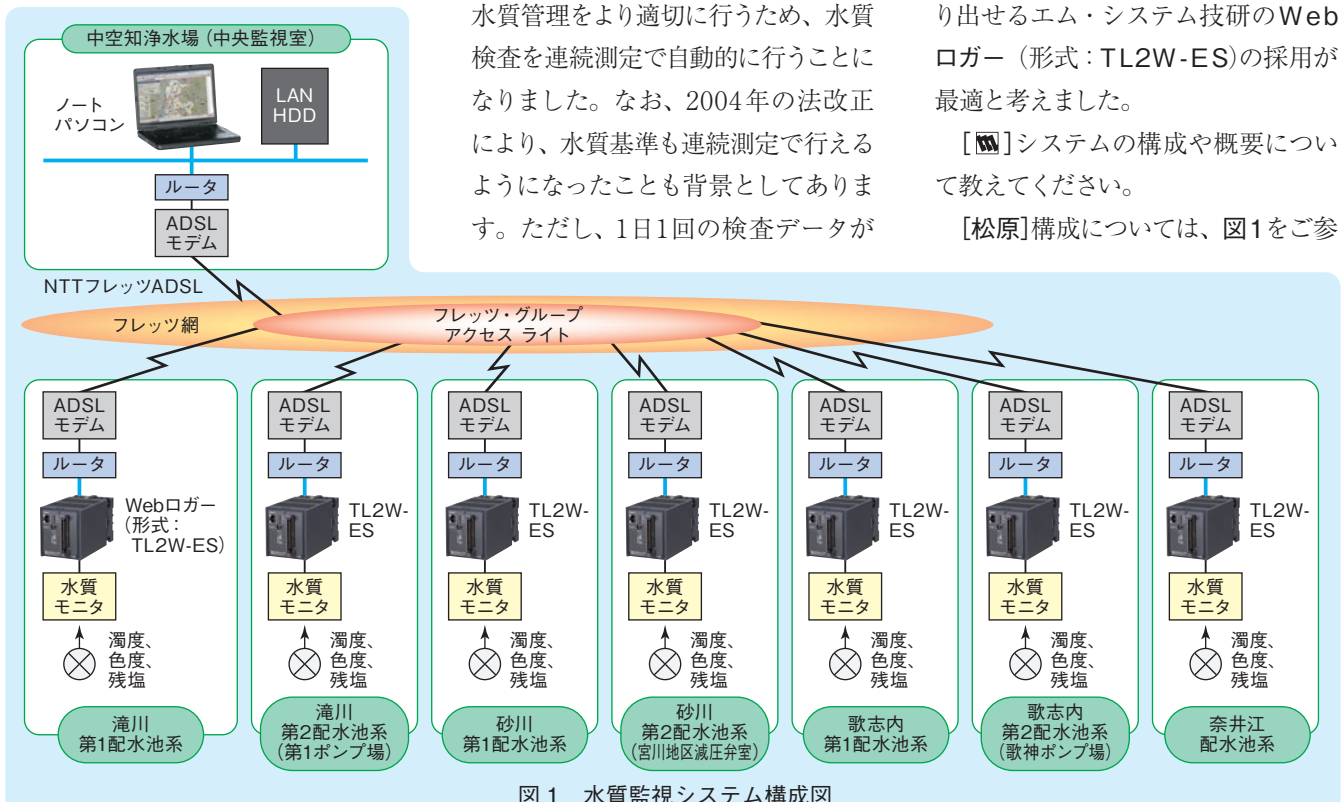 水質管理をより適切に行うため、水質
検査を連続測定で自動的に行うことに
なりました。なお、2004年の法改正
により、水質基準も連続測定で行える
ようになったことも背景としてありま
す。ただし、1日1回の検査データが
り出せるエム・システム技研のWeb
ロガー（形式：TL2W-ES）の採用が
最適と考えました。
[ ]システムの構成や概要につい
て教えてください。
[松原]構成については、図1をご参
中空知浄水場（中央監視室）
ノート
パソコン
LAN
HDD
ルータ
ADSL
モデム
NTTフレッツADSL
フレッツ網
フレッツ・グループ
アクセス ライト
ADSL
モデム
ルータ
Webロガー
（形式：
TL2W-ES）
水質
モニタ
濁度、
色度、
残塩
滝川
第1配水池系
ADSL
モデム
ルータ
TL2W-
ES
水質
モニタ
濁度、
色度、
残塩
滝川
第2配水池系
（第1ポンプ場）
ADSL
モデム
ルータ
TL2W-
ES
水質
モニタ
濁度、
色度、
残塩
砂川
第1配水池系
ADSL
モデム
ルータ
TL2W-
ES
水質
モニタ
濁度、
色度、
残塩
砂川
第2配水池系
（宮川地区減圧弁室）
ADSL
モデム
ルータ
TL2W-
ES
水質
モニタ
濁度、
色度、
残塩
歌志内
第1配水池系
ADSL
モデム
ルータ
TL2W-
ES
水質
モニタ
濁度、
色度、
残塩
歌志内
第2配水池系
（歌神ポンプ場）
ADSL
モデム
ルータ
TL2W-
ES
水質
モニタ
濁度、
色度、
残塩
奈井江
配水池系
図1 水質監視システム構成図